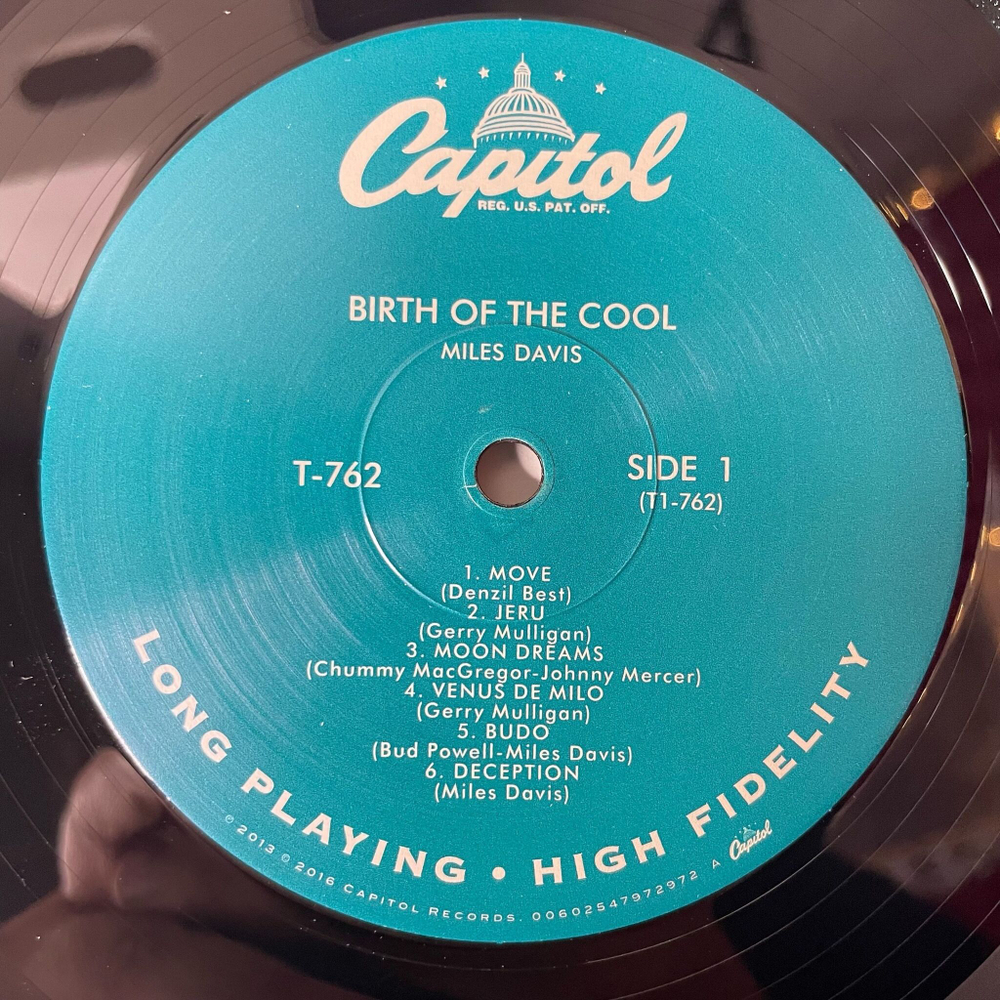 Capitol
REG. U.S. PAT. OFF.
BIRTH OF THE COOL
MILES DAVIS
T-762
SIDE 1
(T1-762)
1. MOVE
(Denzil Best)
2. JERU
(Gerry Mulligan)
3. MOON DREAMS
(Chummy MacGregor-Johnny Mercer)
4. VENUS DE MILO
(Gerry Mulligan)
5. BUDO
(Bud Powell-Miles Davis)
6. DECEPTION
(Miles Davis)
LONG PLAYING • HIGH FIDELITY
℗ 2013 © 2016 CAPITOL RECORDS. 00602547972972 A Capitol